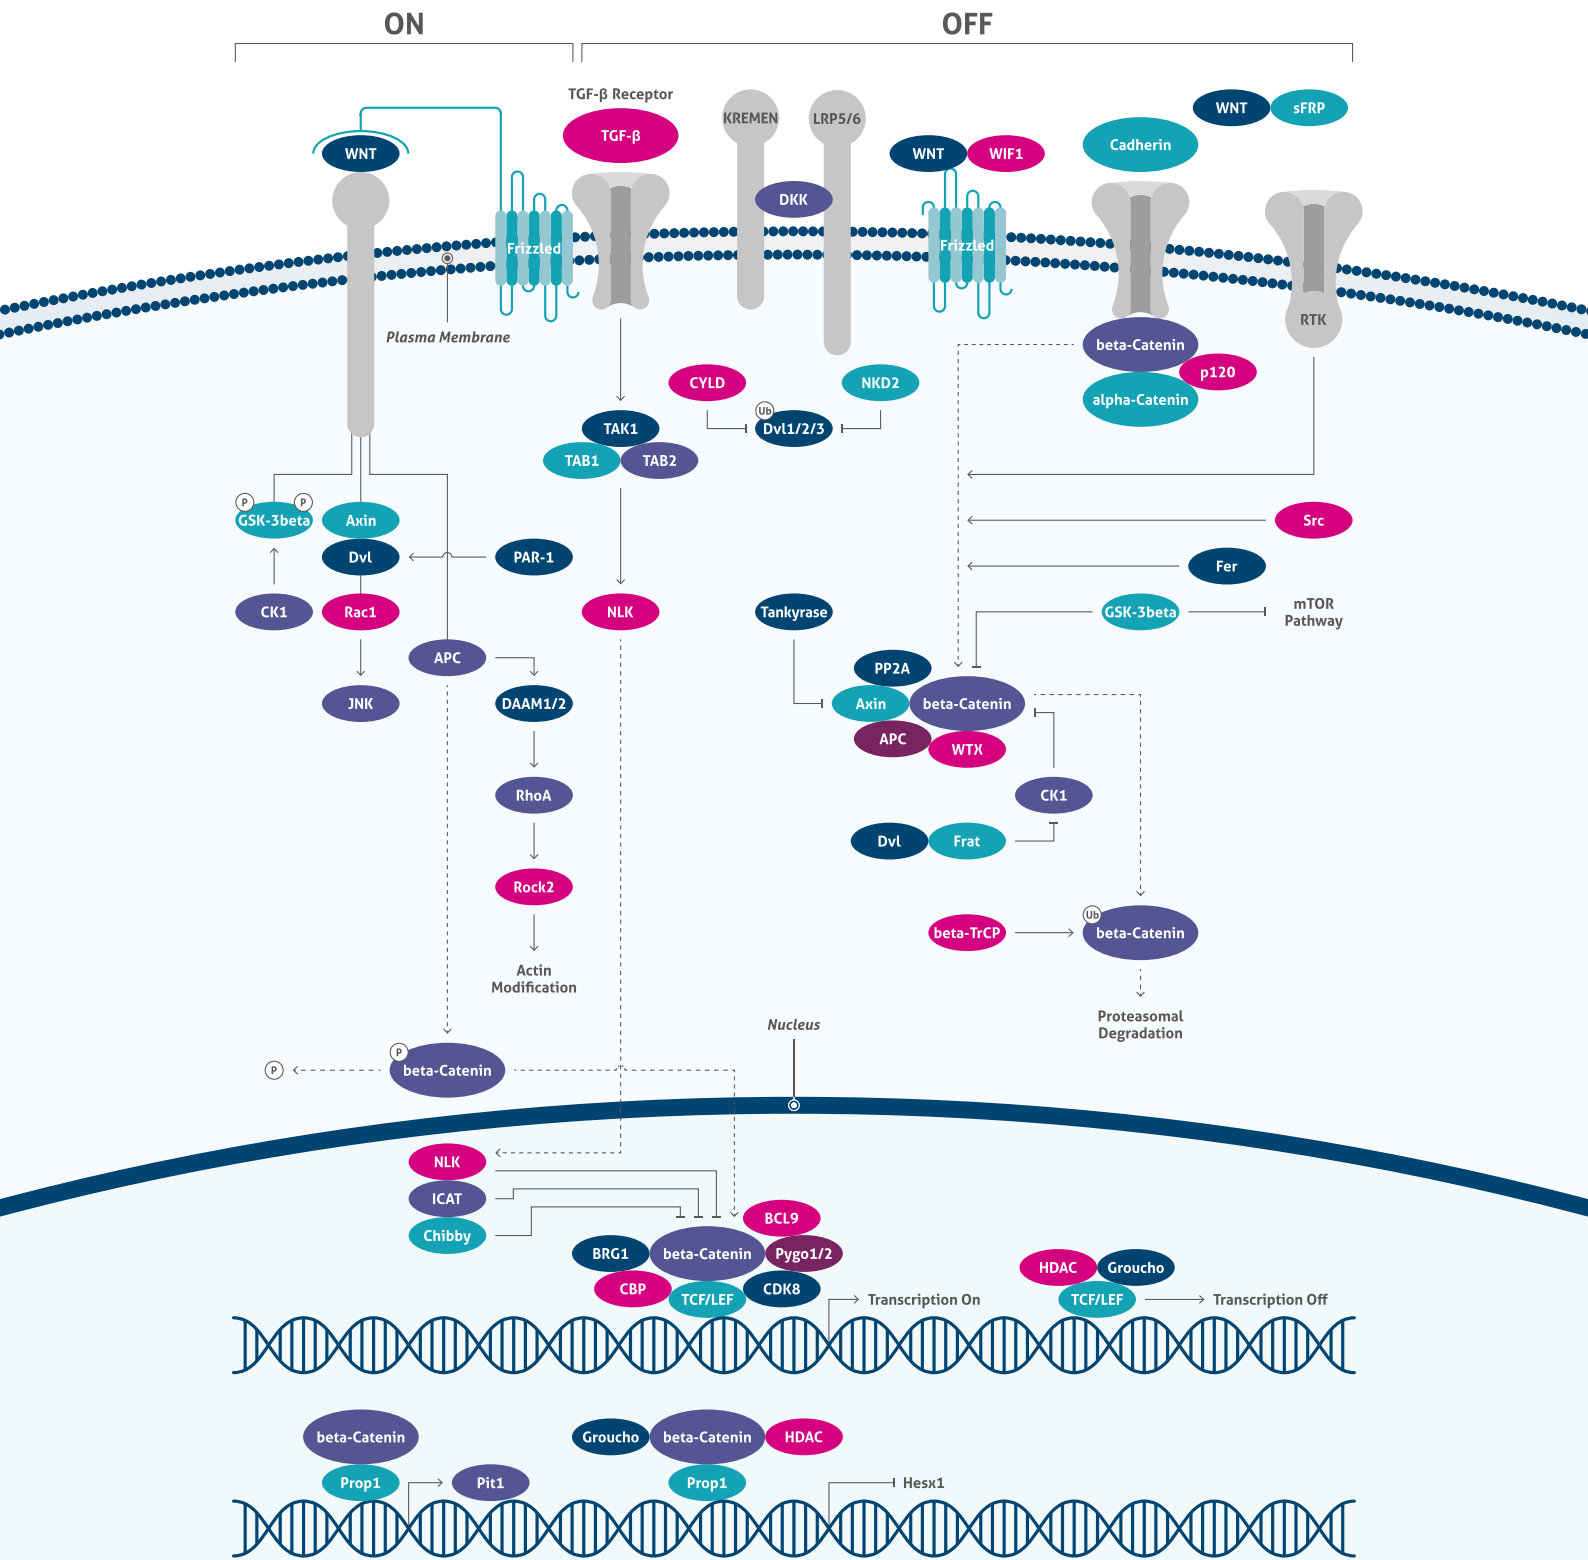 ON
OFF
TGF-β Receptor
TGF-β
KREMEN
LRP5/6
WNT
sFRP
WNT
WNT
WIF1
Cadherin
DKK
Frizzled
Frizzled
Plasma Membrane
RTK
beta-Catenin
p120
alpha-Catenin
CYLD
NKD2
Ub
Dvl1/2/3
TAK1
TAB1
TAB2
P
P
GSK-3beta
Axin
Dvl
PAR-1
Src
Fer
CK1
Rac1
NLK
Tankyrase
GSK-3beta
mTOR
Pathway
APC
JNK
DAAM1/2
PP2A
Axin
beta-Catenin
APC
WTX
RhoA
CK1
Dvl
Frat
Rock2
Ub
beta-TrCP
beta-Catenin
Actin
Modification
Proteasomal
Degradation
Nucleus
P
P
beta-Catenin
NLK
ICAT
Chibby
BCL9
BRG1
beta-Catenin
Pygo1/2
CBP
TCF/LEF
CDK8
Transcription On
HDAC
Groucho
TCF/LEF
Transcription Off
beta-Catenin
Prop1
Pit1
Groucho
beta-Catenin
HDAC
Prop1
Hesx1